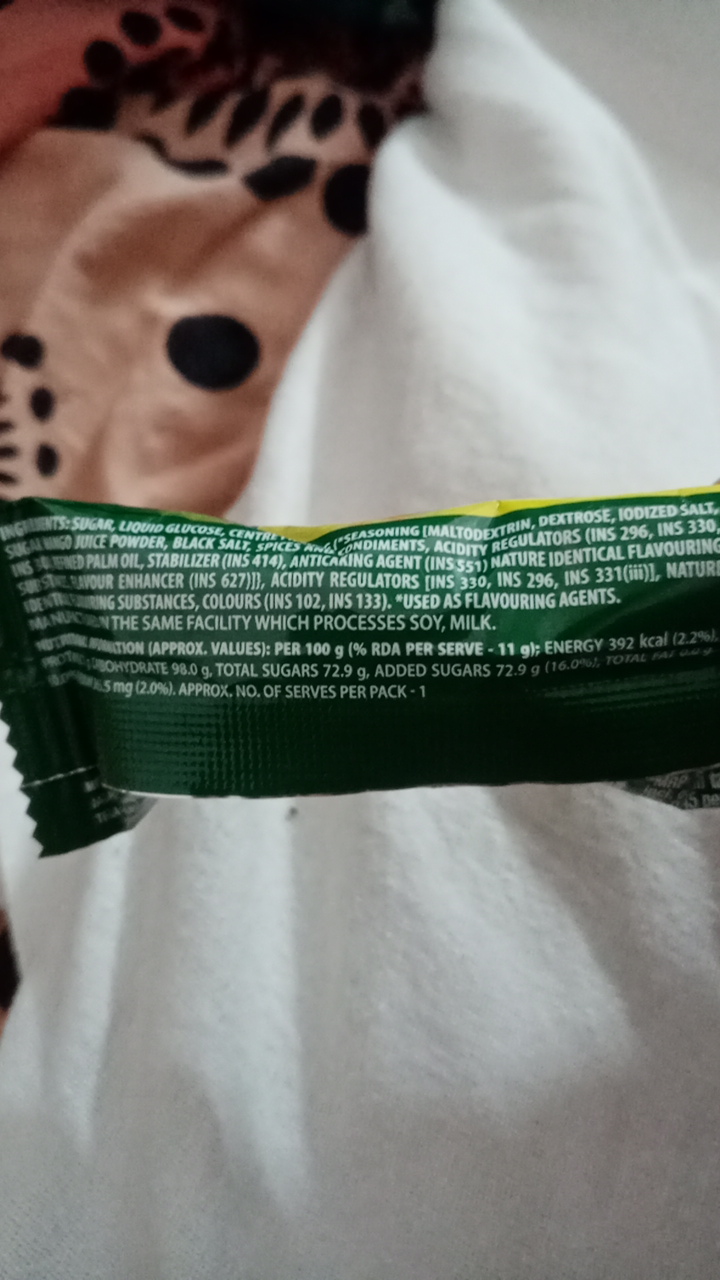 INGREDIENTS: SUGAR, LIQUID GLUCOSE, CENTRE *SEASONING [MALTODEXTRIN, DEXTROSE, IODIZED SALT,
MANGO JUICE POWDER, BLACK SALT, SPICES AND CONDIMENTS, ACIDITY REGULATORS (INS 296, INS 330,
PALM OIL, STABILIZER (INS 414), ANTICAKING AGENT (INS 551) NATURE IDENTICAL FLAVOURING
FLAVOUR ENHANCER (INS 627)]}, ACIDITY REGULATORS [INS 330, INS 296, INS 331(iii)], NATURE
SUBSTANCES, COLOURS (INS 102, INS 133). *USED AS FLAVOURING AGENTS.
IN THE SAME FACILITY WHICH PROCESSES SOY, MILK.
(APPROX. VALUES): PER 100 g (% RDA PER SERVE - 11 g); ENERGY 392 kcal (2.2%),
CARBOHYDRATE 98.0 g, TOTAL SUGARS 72.9 g, ADDED SUGARS 72.9 g (16.0%), TOTAL FAT
mg (2.0%). APPROX. NO. OF SERVES PER PACK - 1